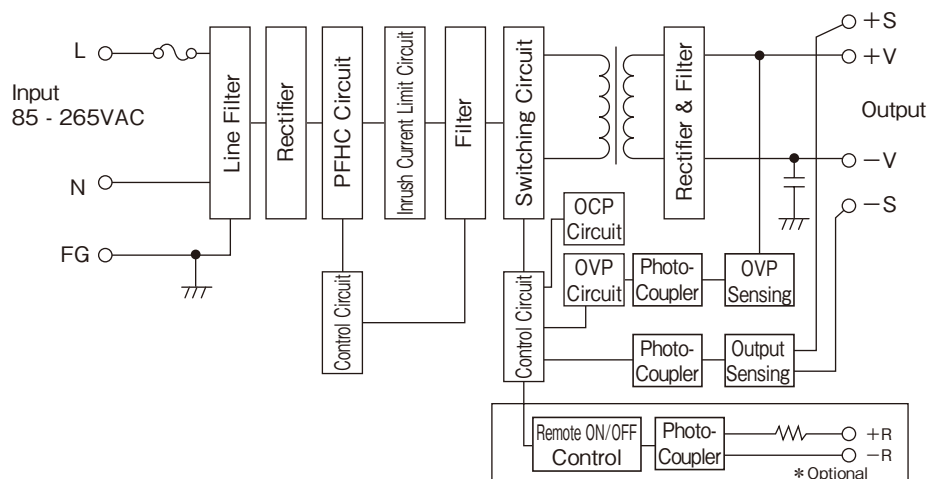 L
Input
85 - 265VAC
N
FG
Line Filter
Rectifier
PFHC Circuit
Inrush Current Limit Circuit
Filter
Switching Circuit
Rectifier & Filter
+S
+V
Output
−V
−S
Control Circuit
Control Circuit
OCP
Circuit
OVP
Circuit
Photo-
Coupler
OVP
Sensing
Photo-
Coupler
Output
Sensing
Remote ON/OFF
Control
Photo-
Coupler
+R
−R
*Optional